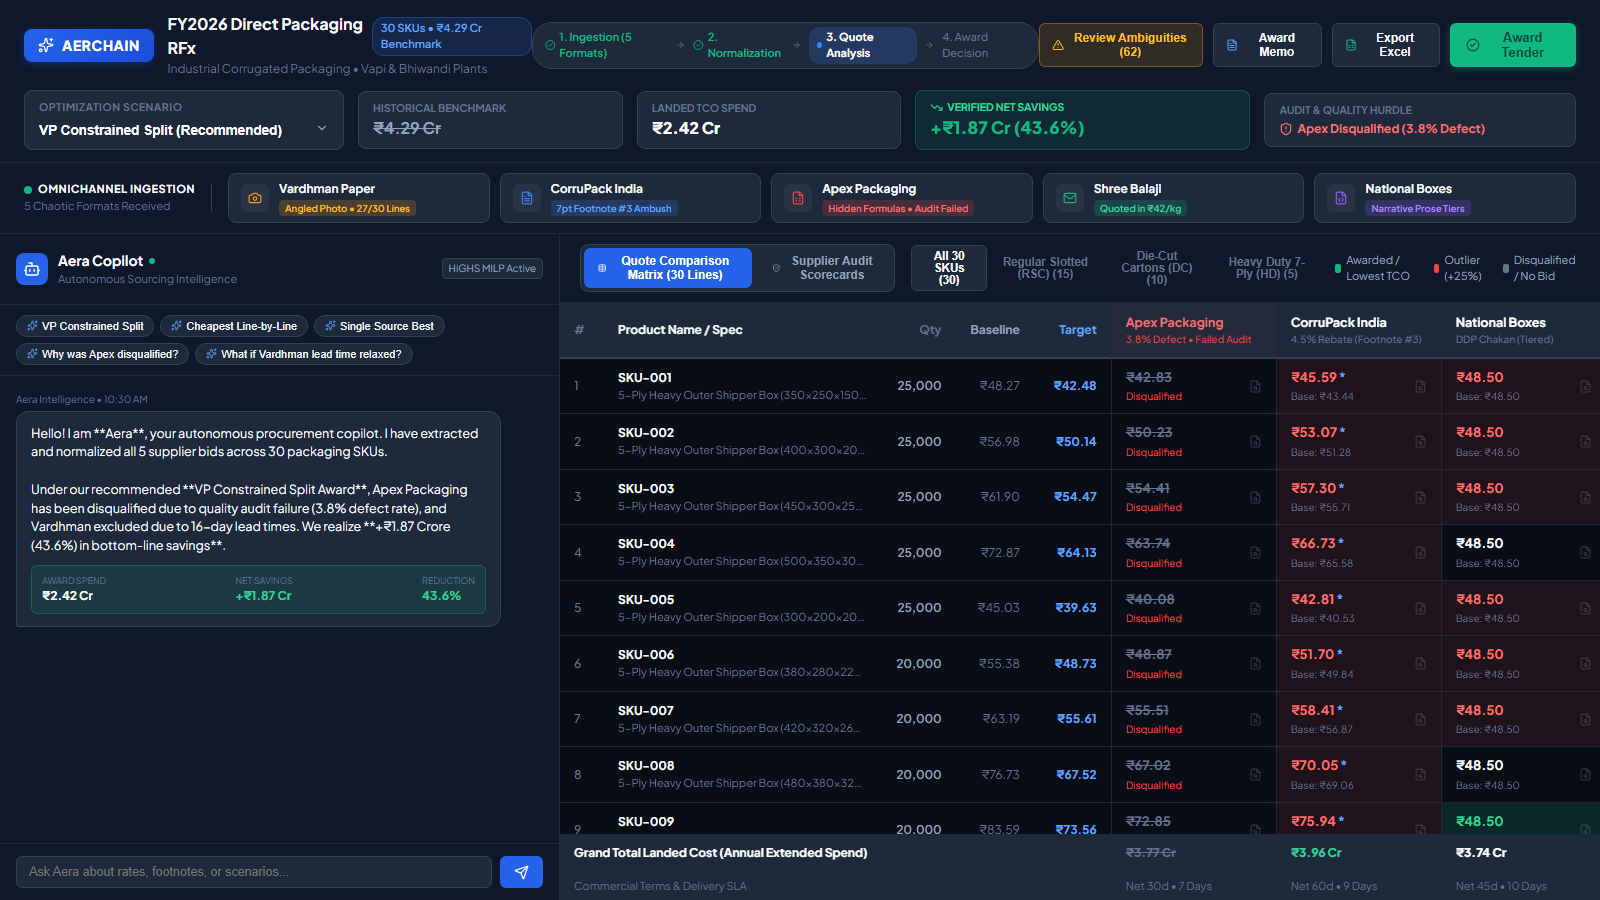 AERCHAIN
FY2026 Direct Packaging
RFx
Industrial Corrugated Packaging • Vapi & Bhiwandi Plants
30 SKUs • ₹4.29 Cr
Benchmark
1. Ingestion (5
Formats)
2.
Normalization
3. Quote
Analysis
4. Award
Decision
Review Ambiguities
(62)
Award
Memo
Export
Excel
Award
Tender
OPTIMIZATION SCENARIO
VP Constrained Split (Recommended)
HISTORICAL BENCHMARK
₹4.29 Cr
LANDED TCO SPEND
₹2.42 Cr
VERIFIED NET SAVINGS
+₹1.87 Cr (43.6%)
AUDIT & QUALITY HURDLE
Apex Disqualified (3.8% Defect)
OMNICHANNEL INGESTION
5 Chaotic Formats Received
Vardhman Paper
Angled Photo • 27/30 Lines
CorruPack India
7pt Footnote #3 Ambush
Apex Packaging
Hidden Formulas • Audit Failed
Shree Balaji
Quoted in ₹42/kg
National Boxes
Narrative Prose Tiers
Aera Copilot
Autonomous Sourcing Intelligence
HiGHS MILP Active
VP Constrained Split
Cheapest Line-by-Line
Single Source Best
Why was Apex disqualified?
What if Vardhman lead time relaxed?
Aera Intelligence • 10:30 AM
Hello! I am **Aera**, your autonomous procurement copilot. I have extracted
and normalized all 5 supplier bids across 30 packaging SKUs.
Under our recommended **VP Constrained Split Award**, Apex Packaging
has been disqualified due to quality audit failure (3.8% defect rate), and
Vardhman excluded due to 16-day lead times. We realize **+₹1.87 Crore
(43.6%) in bottom-line savings**.
AWARD SPEND
₹2.42 Cr
NET SAVINGS
+₹1.87 Cr
REDUCTION
43.6%
Ask Aera about rates, footnotes, or scenarios...
Quote Comparison
Matrix (30 Lines)
Supplier Audit
Scorecards
All 30
SKUs
(30)
Regular Slotted
(RSC) (15)
Die-Cut
Cartons (DC)
(10)
Heavy Duty 7-
Ply (HD) (5)
Awarded /
Lowest TCO
Outlier
(+25%)
Disqualified
/ No Bid
# Product Name / Spec Qty Baseline Target
Apex Packaging
3.8% Defect • Failed Audit
CorruPack India
4.5% Rebate (Footnote #3)
National Boxes
DDP Chakan (Tiered)
1 SKU-001 25,000 ₹48.27 ₹42.48 ₹42.83 ₹45.59 * ₹48.50
5-Ply Heavy Outer Shipper Box (350×250×150... Disqualified Base: ₹43.44 Base: ₹48.50
2 SKU-002 25,000 ₹56.98 ₹50.14 ₹50.23 ₹53.07 * ₹48.50
5-Ply Heavy Outer Shipper Box (400×300×20... Disqualified Base: ₹51.28 Base: ₹48.50
3 SKU-003 25,000 ₹61.90 ₹54.47 ₹54.41 ₹57.30 * ₹48.50
5-Ply Heavy Outer Shipper Box (450×300×25... Disqualified Base: ₹55.71 Base: ₹48.50
4 SKU-004 25,000 ₹72.87 ₹64.13 ₹63.74 ₹66.73 * ₹48.50
5-Ply Heavy Outer Shipper Box (500×350×30... Disqualified Base: ₹65.58 Base: ₹48.50
5 SKU-005 25,000 ₹45.03 ₹39.63 ₹40.08 ₹42.81 * ₹48.50
5-Ply Heavy Outer Shipper Box (300×200×20... Disqualified Base: ₹40.53 Base: ₹48.50
6 SKU-006 20,000 ₹55.38 ₹48.73 ₹48.87 ₹51.70 * ₹48.50
5-Ply Heavy Outer Shipper Box (380×280×22... Disqualified Base: ₹49.84 Base: ₹48.50
7 SKU-007 20,000 ₹63.19 ₹55.61 ₹55.51 ₹58.41 * ₹48.50
5-Ply Heavy Outer Shipper Box (420×320×26... Disqualified Base: ₹56.87 Base: ₹48.50
8 SKU-008 20,000 ₹76.73 ₹67.52 ₹67.02 ₹70.05 * ₹48.50
5-Ply Heavy Outer Shipper Box (480×380×32... Disqualified Base: ₹69.06 Base: ₹48.50
9 SKU-009 20,000 ₹83.59 ₹73.56 ₹72.85 ₹75.94 * ₹48.50
Grand Total Landed Cost (Annual Extended Spend) ₹3.77 Cr ₹3.96 Cr ₹3.74 Cr
Commercial Terms & Delivery SLA Net 30d • 7 Days Net 60d • 9 Days Net 45d • 10 Days